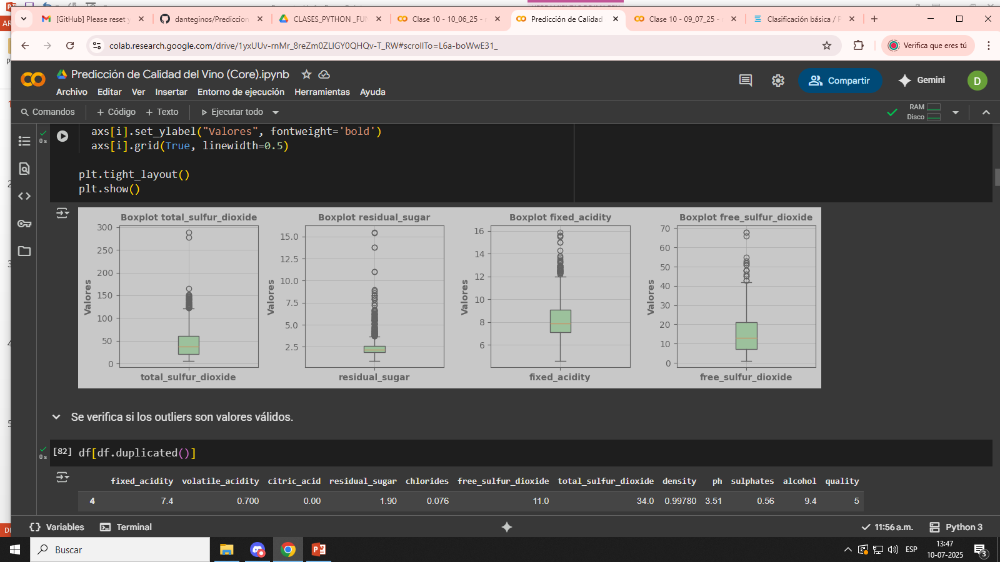 [GitHub] Please reset y
danteginos/Prediccion
CLASES_PYTHON _FUN
Clase 10 - 10_06_25 -
Predicción de Calidad
Clase 10 - 09_07_25 -
Clasificación básica / P
colab.research.google.com/drive/1yxUUv-rnMr_8reZm0ZLlGY0QHQv-T_RW#scrollTo=L6a-boWwE31_
Verifica que eres tú
Predicción de Calidad del Vino (Core).ipynb
Archivo Editar Ver Insertar Entorno de ejecución Herramientas Ayuda
Compartir
Gemini
D
Comandos + Código + Texto Ejecutar todo
RAM
Disco
0 s
axs[i].set_ylabel("Valores", fontweight='bold')
axs[i].grid(True, linewidth=0.5)
plt.tight_layout()
plt.show()
Boxplot total_sulfur_dioxide
300
250
200
150
100
50
0
Valores
total_sulfur_dioxide
Boxplot residual_sugar
15.0
12.5
10.0
7.5
5.0
2.5
Valores
residual_sugar
Boxplot fixed_acidity
16
14
12
10
8
6
Valores
fixed_acidity
Boxplot free_sulfur_dioxide
70
60
50
40
30
20
10
0
Valores
free_sulfur_dioxide
Se verifica si los outliers son valores válidos.
0 s
[82] df[df.duplicated()]
fixed_acidity volatile_acidity citric_acid residual_sugar chlorides free_sulfur_dioxide total_sulfur_dioxide density ph sulphates alcohol quality
4 7.4 0.700 0.00 1.90 0.076 11.0 34.0 0.99780 3.51 0.56 9.4 5
Variables Terminal
11:56 a.m. Python 3
Buscar
ESP
13:47
10-07-2025
3